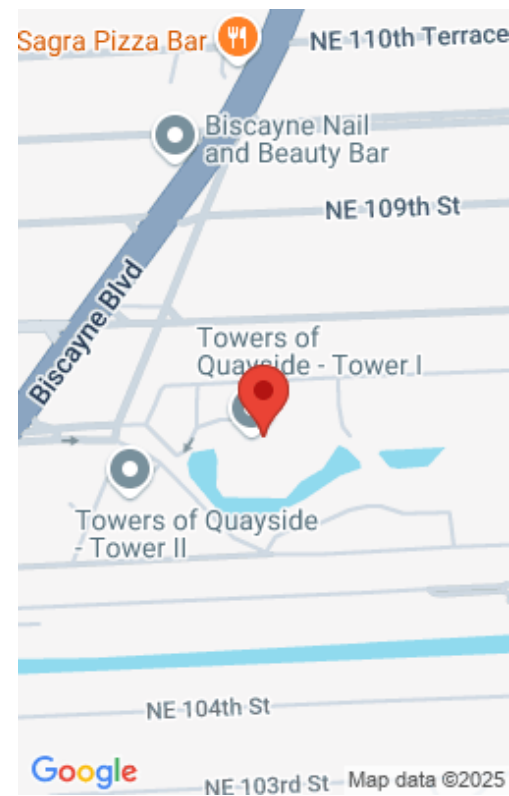 Sagra Pizza Bar
NE 110th Terrace
Biscayne Nail
and Beauty Bar
NE 109th St
Biscayne Blvd
Towers of
Quayside - Tower I
Towers of Quayside
- Tower II
NE 104th St
Google
NE 103rd St
Map data ©2025